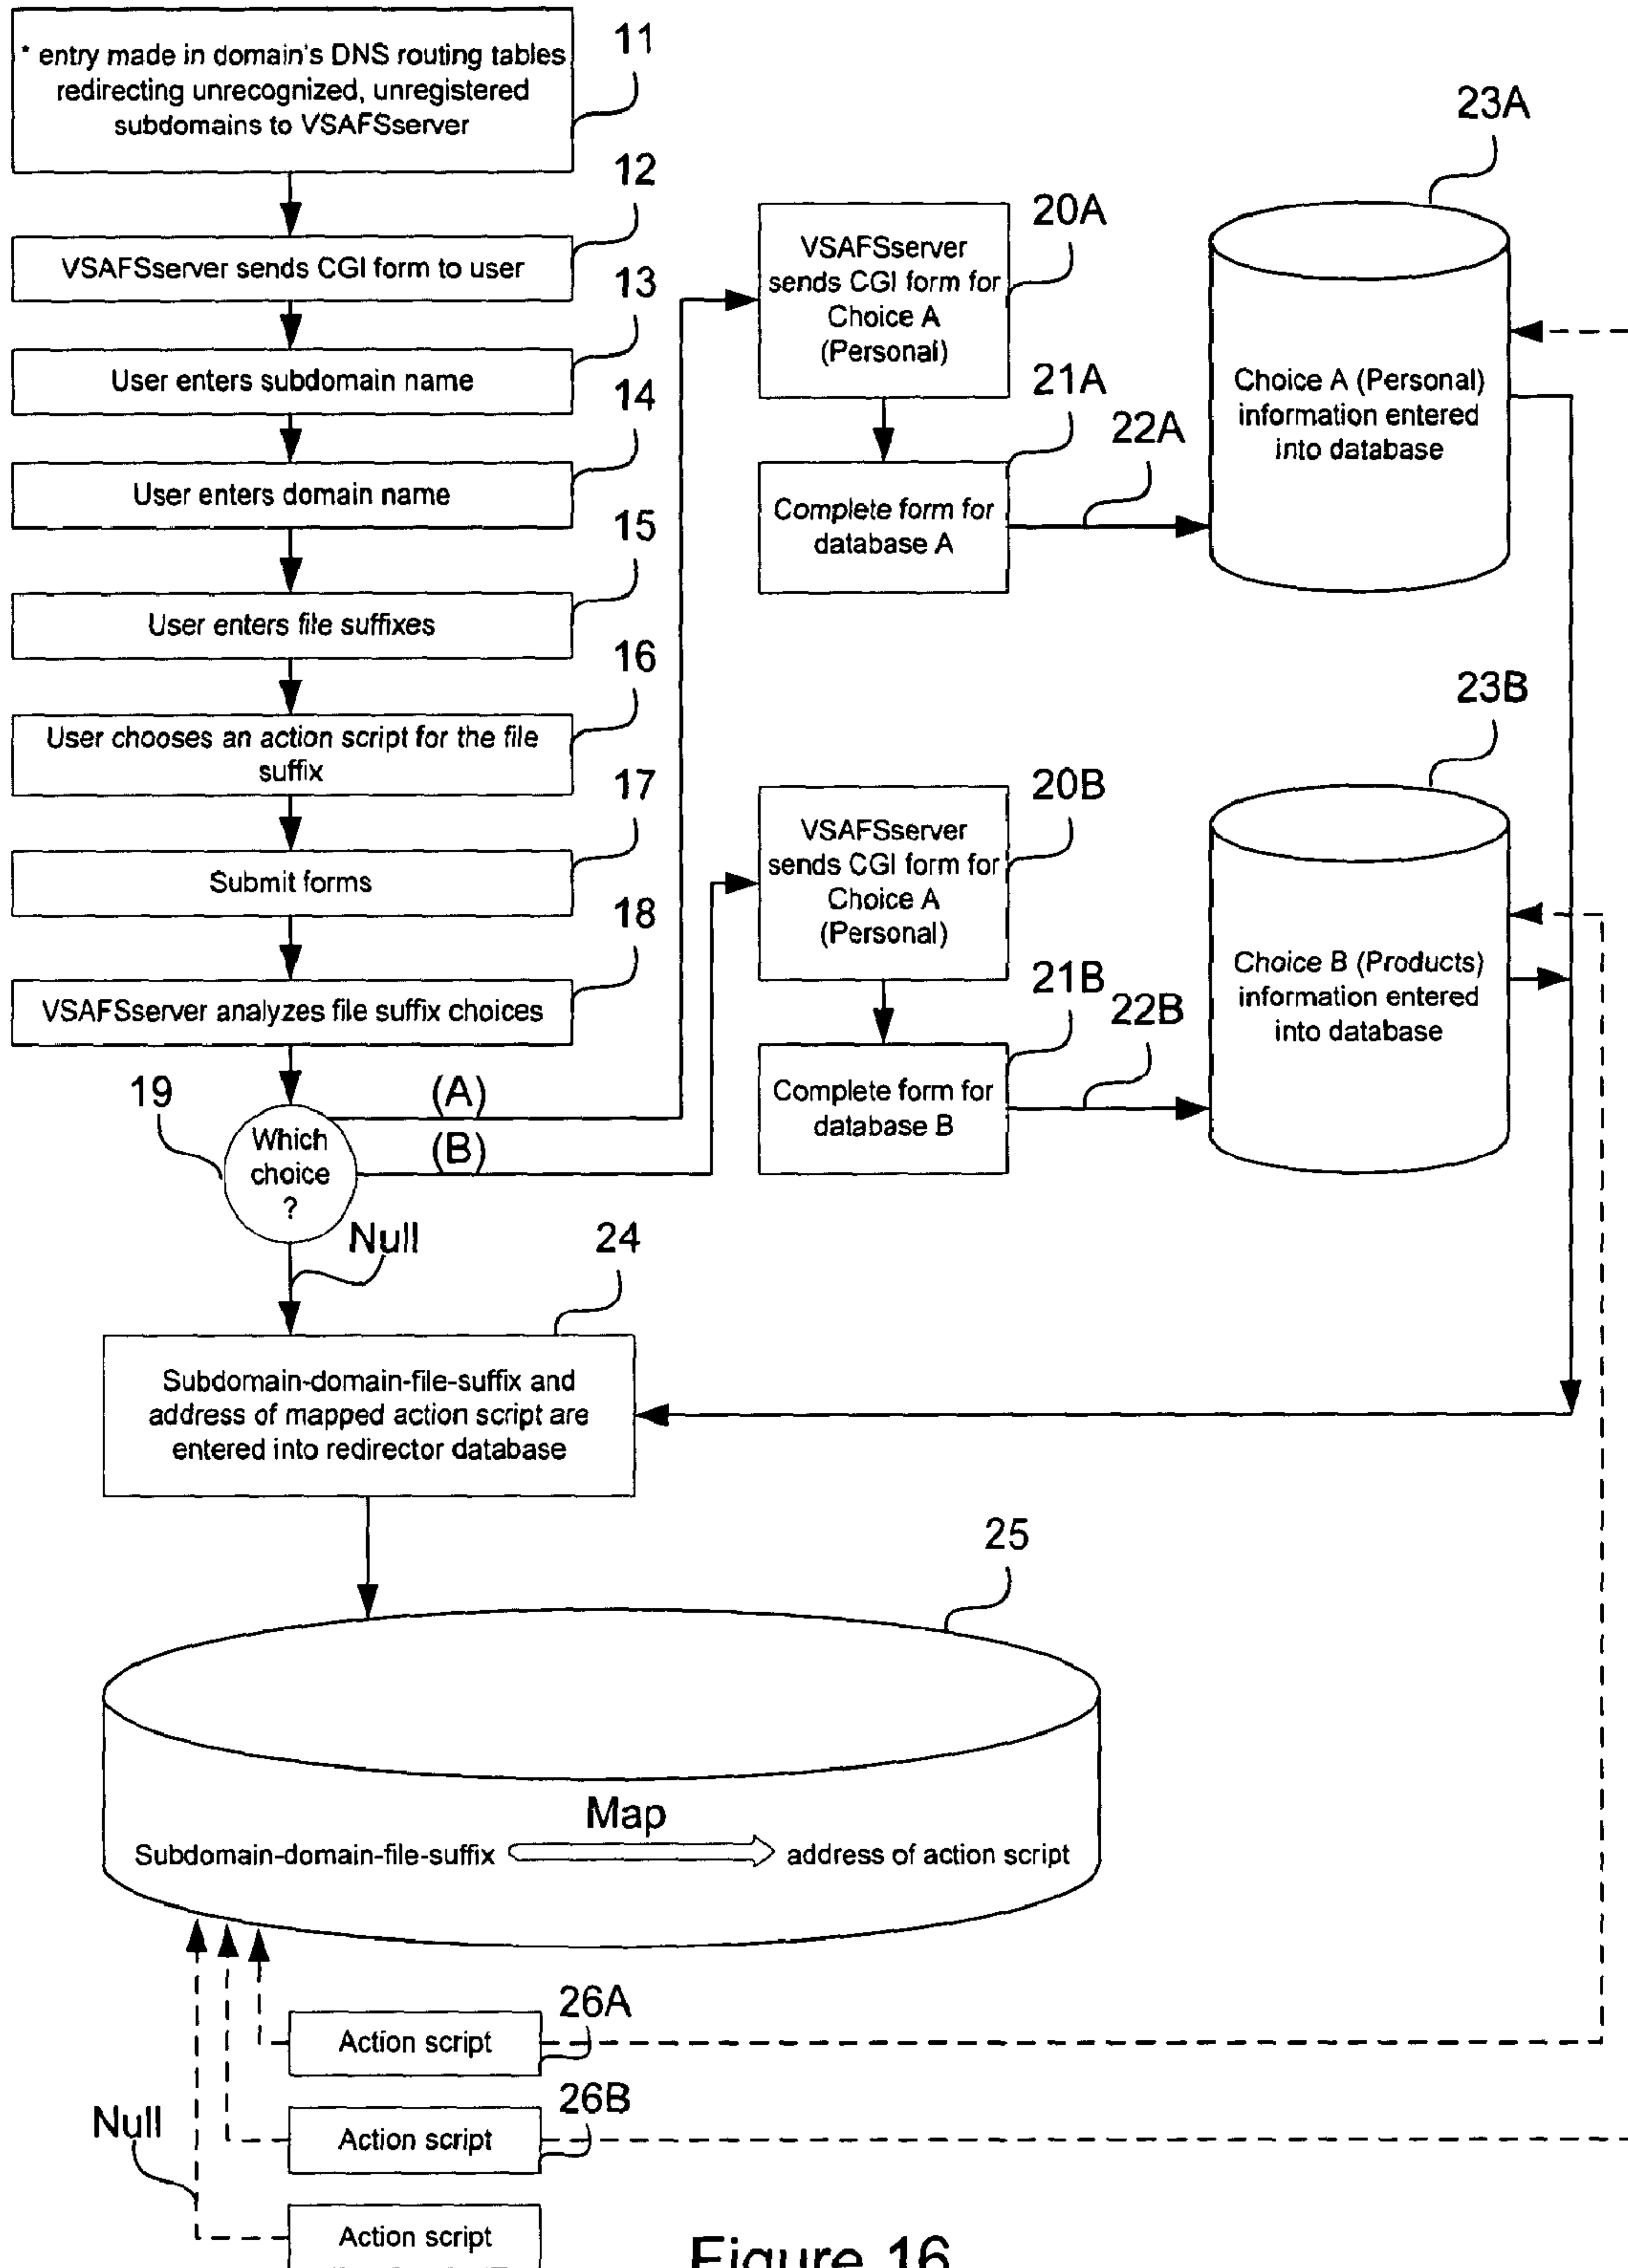 * entry made in domain's DNS routing tables
redirecting unrecognized, unregistered
subdomains to VSAFSserver
11
12
VSAFSserver sends CGI form to user
13
User enters subdomain name
14
User enters domain name
15
User enters file suffixes
16
User chooses an action script for the file
suffix
17
Submit forms
18
VSAFSserver analyzes file suffix choices
19
Which
choice
?
(A)
(B)
Null
20A
VSAFSserver
sends CGI form for
Choice A
(Personal)
21A
Complete form for
database A
22A
23A
Choice A (Personal)
information entered
into database
20B
VSAFSserver
sends CGI form for
Choice A
(Personal)
21B
Complete form for
database B
22B
23B
Choice B (Products)
information entered
into database
24
Subdomain-domain-file-suffix and
address of mapped action script are
entered into redirector database
25
Map
Subdomain-domain-file-suffix
address of action script
26A
Action script
26B
Action script
Null
Action script
Figure 16